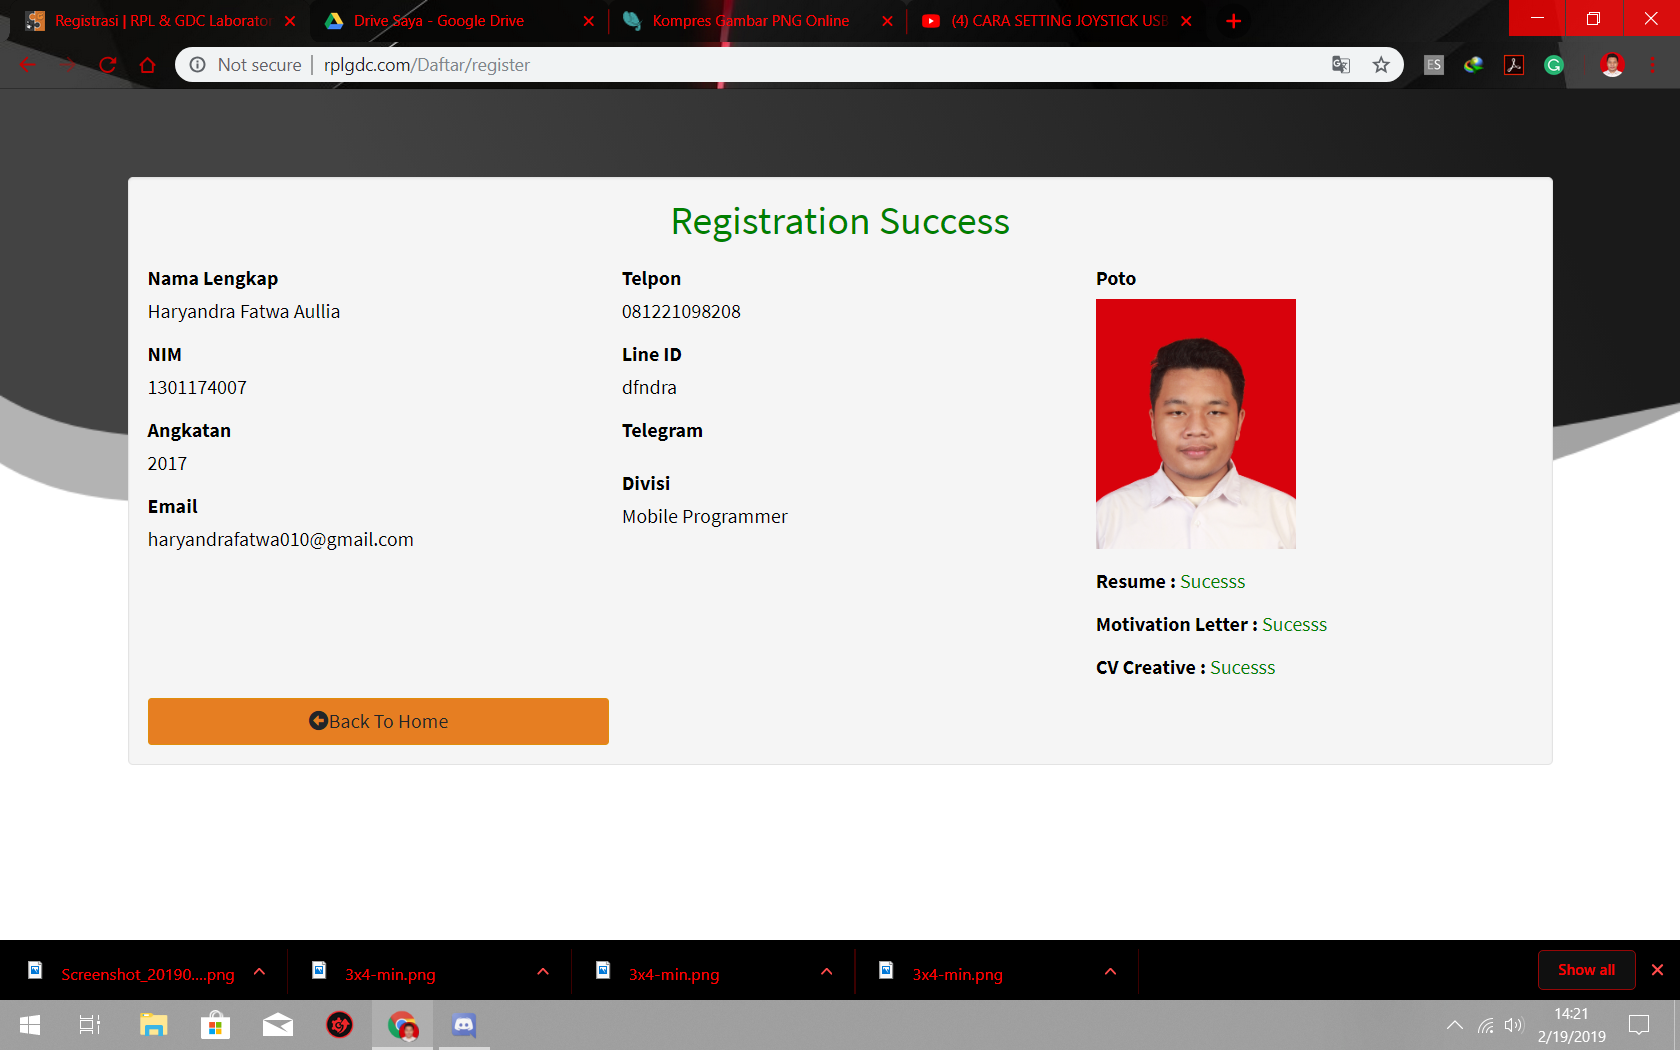 Registrasi | RPL & GDC Laborator
Drive Saya - Google Drive
Kompres Gambar PNG Online
(4) CARA SETTING JOYSTICK USB
Not secure | rplgdc.com/Daftar/register
ES
Registration Success
Nama Lengkap
Haryandra Fatwa Aullia
NIM
1301174007
Angkatan
2017
Email
haryandrafatwa010@gmail.com
Telpon
081221098208
Line ID
dfndra
Telegram
Divisi
Mobile Programmer
Poto
Resume : Sucesss
Motivation Letter : Sucesss
CV Creative : Sucesss
Back To Home
Screenshot_20190....png
3x4-min.png
3x4-min.png
3x4-min.png
Show all
14:21
2/19/2019